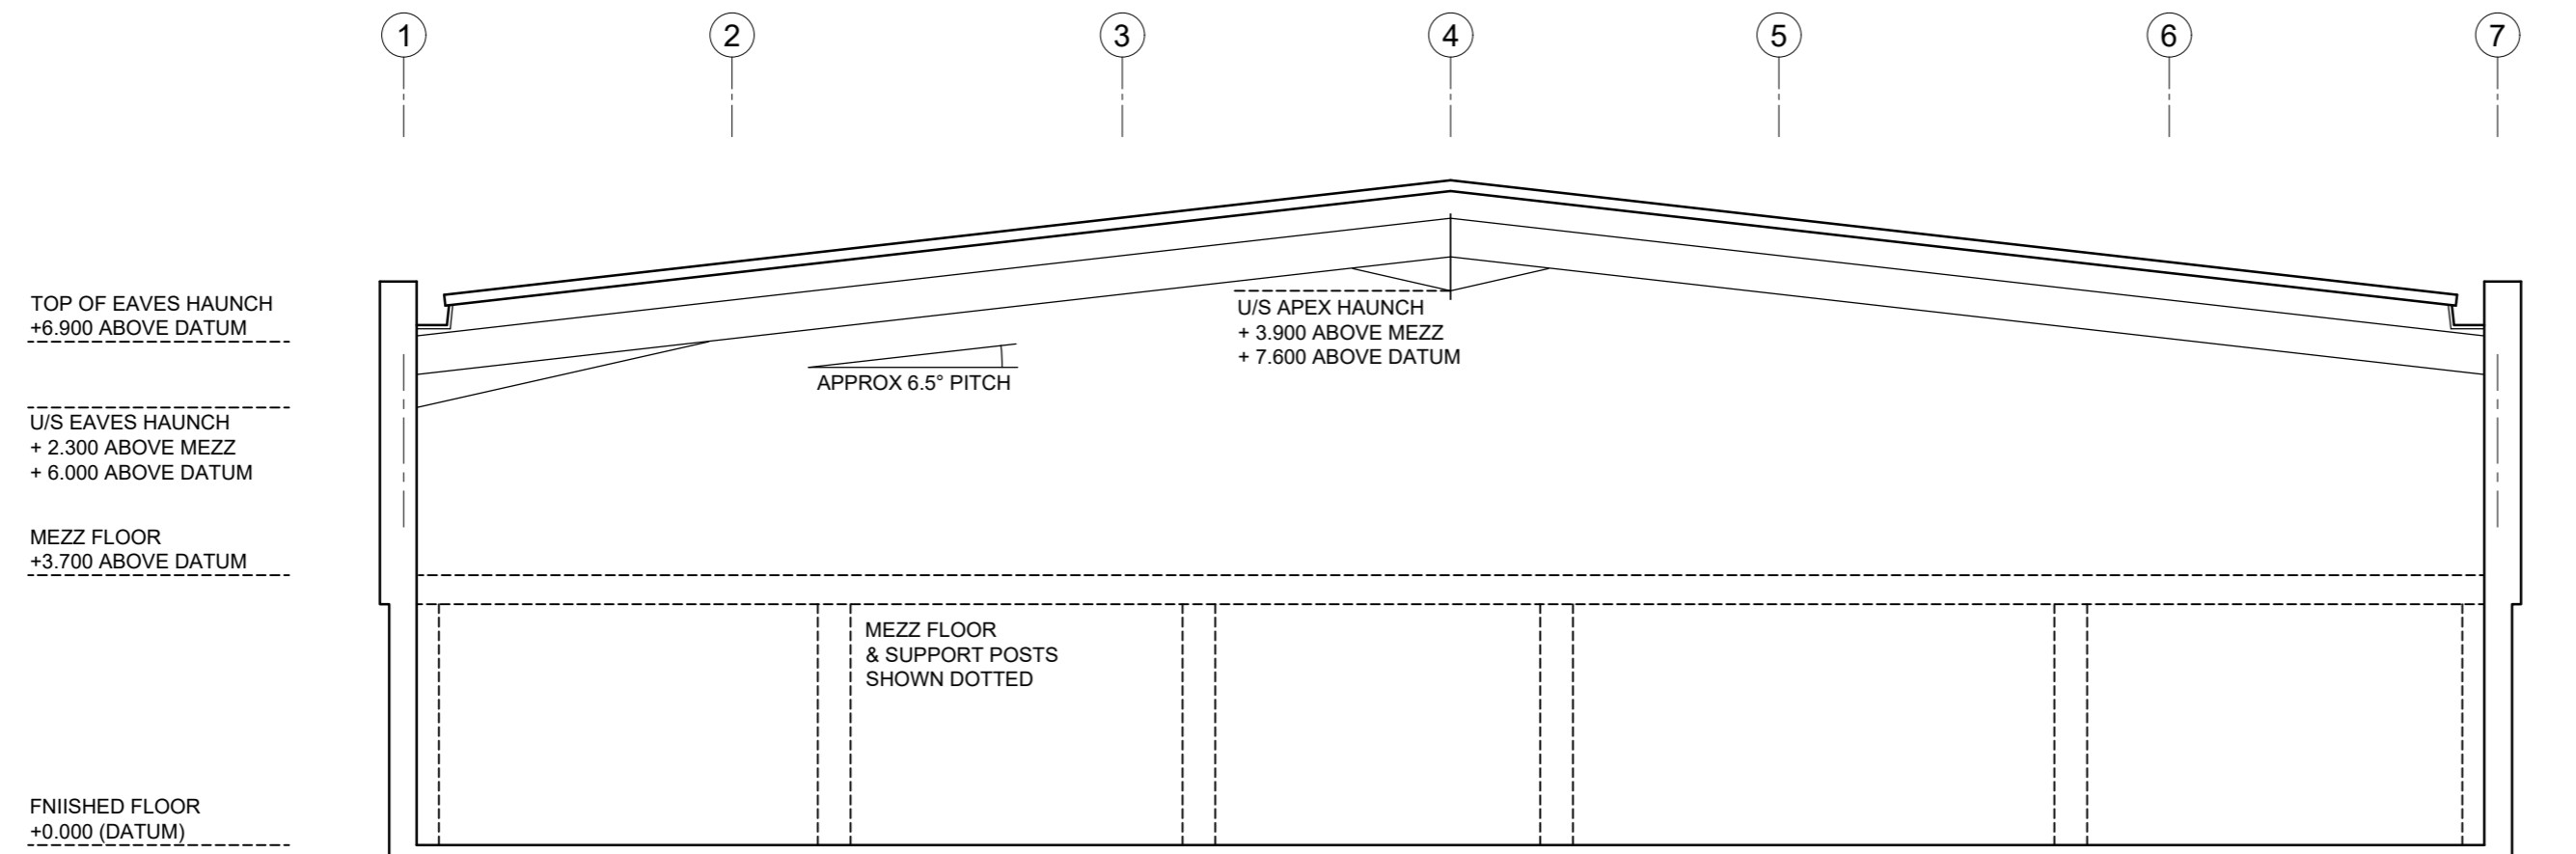 1 2 3 4 5 6 7
TOP OF EAVES HAUNCH
+6.900 ABOVE DATUM
U/S APEX HAUNCH
+ 3.900 ABOVE MEZZ
+ 7.600 ABOVE DATUM
APPROX 6.5° PITCH
U/S EAVES HAUNCH
+ 2.300 ABOVE MEZZ
+ 6.000 ABOVE DATUM
MEZZ FLOOR
+3.700 ABOVE DATUM
MEZZ FLOOR
& SUPPORT POSTS
SHOWN DOTTED
FNIISHED FLOOR
+0.000 (DATUM)